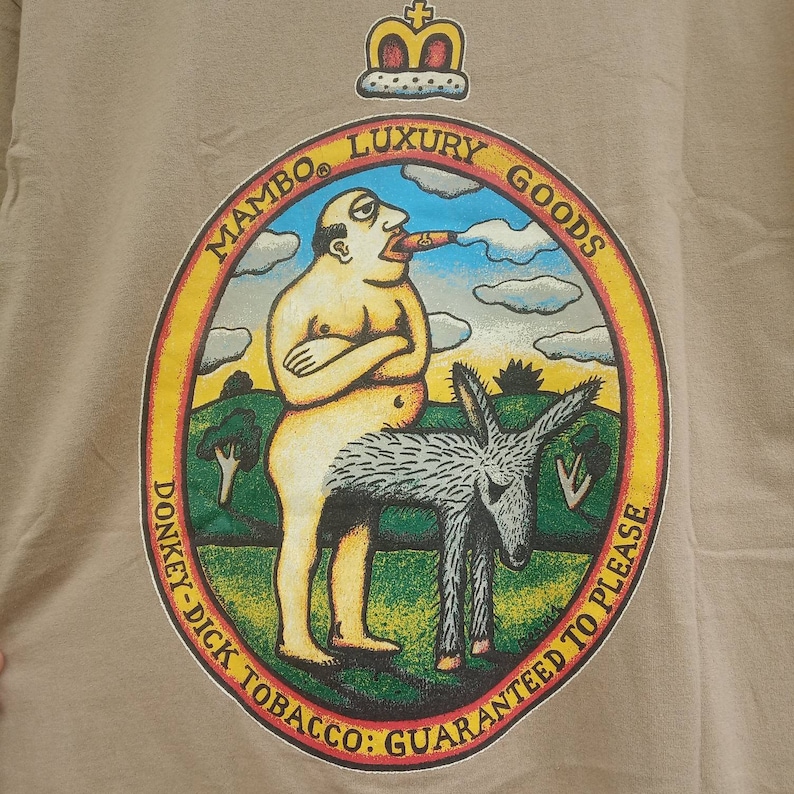 MAMBO® LUXURY GOODS
DONKEY-DICK TOBACCO: GUARANTEED TO PLEASE